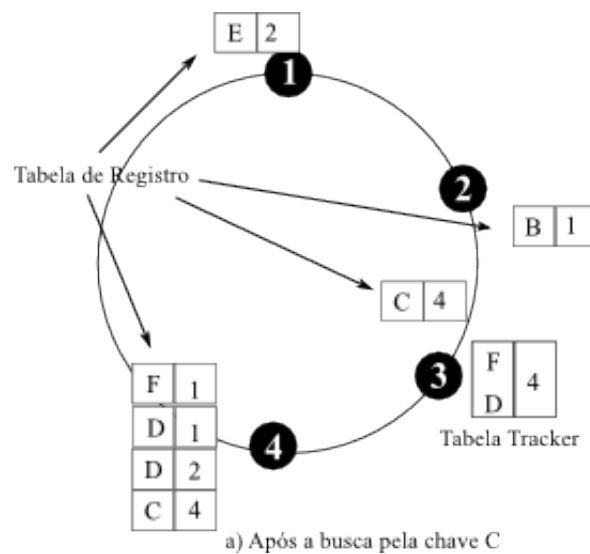 E 2
1
2
Tabela de Registro
B 1
C 4
3
F
D
4
Tabela Tracker
F 1
D 1
D 2
C 4
4
a) Após a busca pela chave C